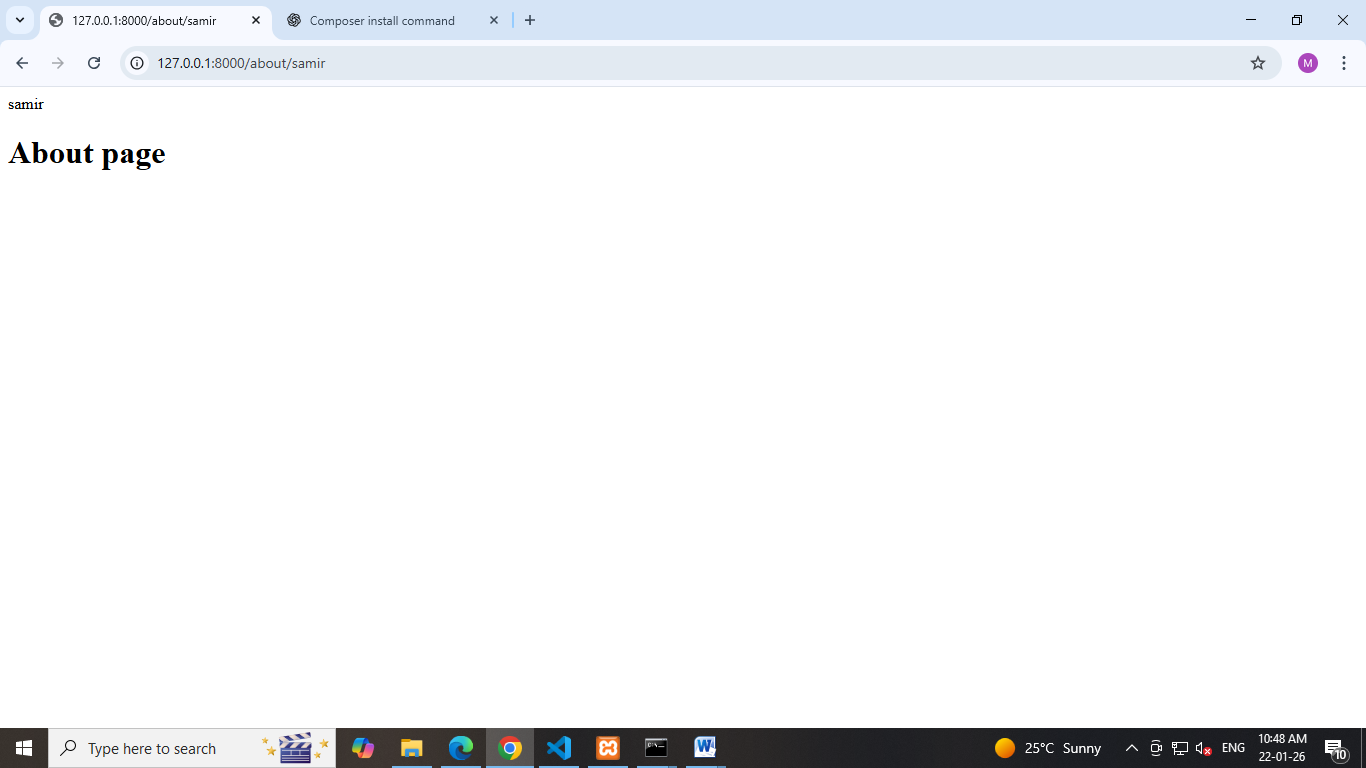 127.0.0.1:8000/about/samir
Composer install command
127.0.0.1:8000/about/samir
M
samir
About page
Type here to search
25°C Sunny
ENG
10:48 AM
22-01-26
10